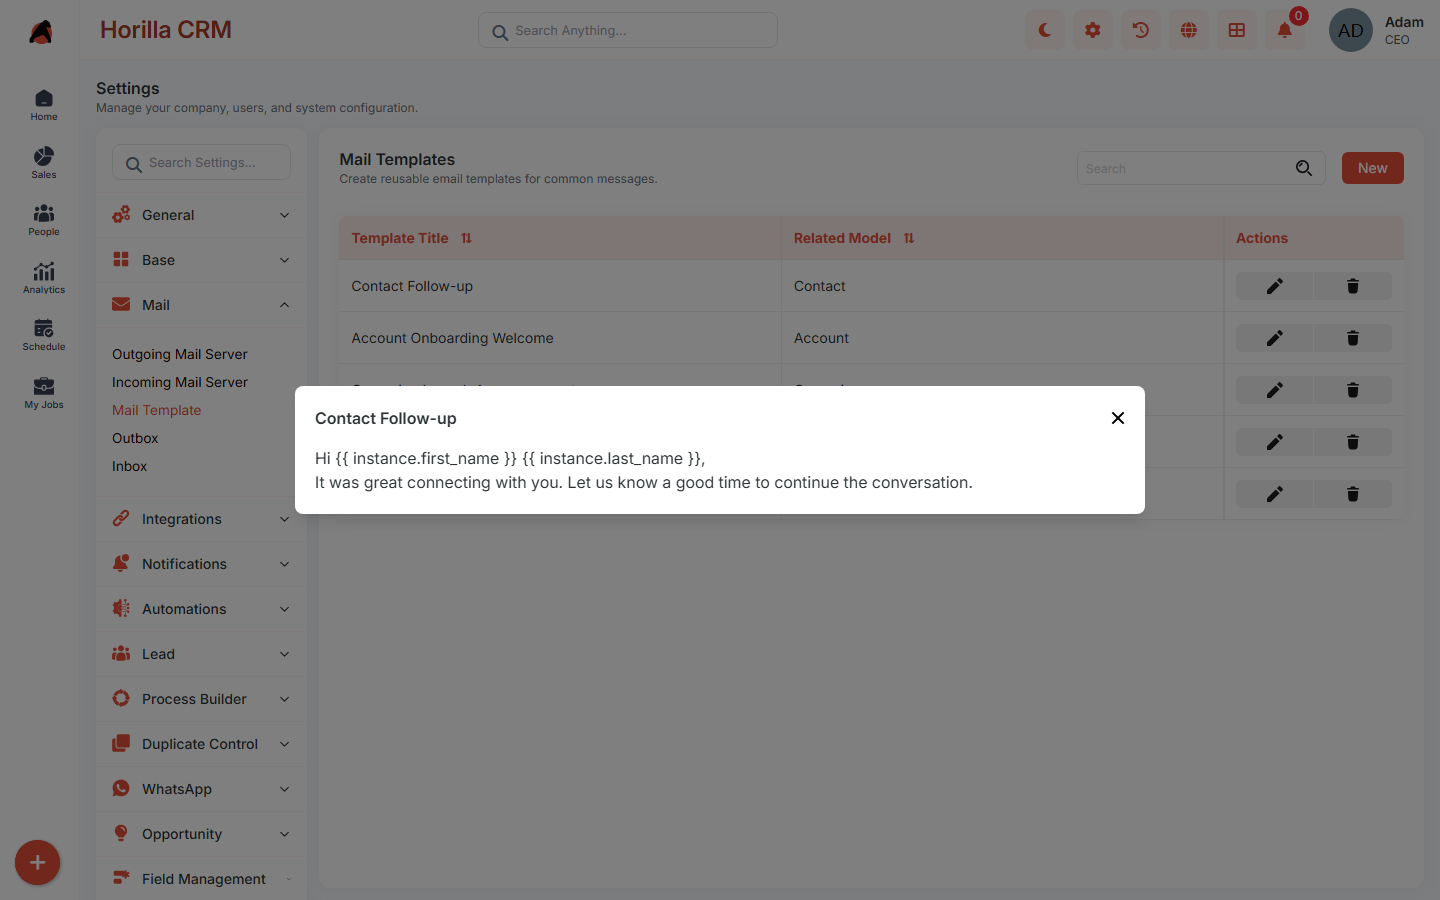 Horilla CRM
Search Anything...
0
AD
Adam
CEO
Home
Sales
People
Analytics
Schedule
My Jobs
Settings
Manage your company, users, and system configuration.
Search Settings...
General
Base
Mail
Outgoing Mail Server
Incoming Mail Server
Mail Template
Outbox
Inbox
Integrations
Notifications
Automations
Lead
Process Builder
Duplicate Control
WhatsApp
Opportunity
Field Management
Mail Templates
Create reusable email templates for common messages.
Search
New
Template Title
Related Model
Actions
Contact Follow-up
Contact
Account Onboarding Welcome
Account
Contact Follow-up
Hi {{ instance.first_name }} {{ instance.last_name }},
It was great connecting with you. Let us know a good time to continue the conversation.